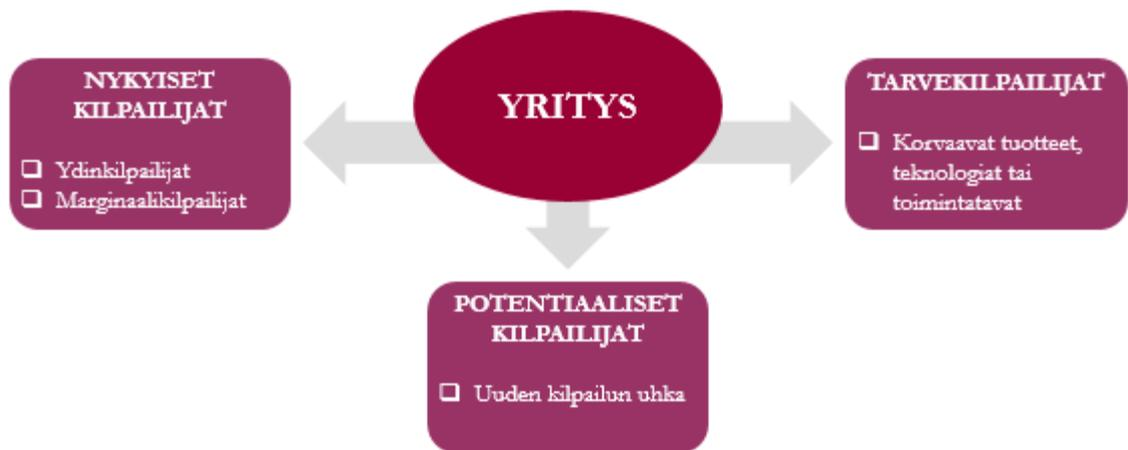 YRITYS
NYKYISET
KILPAILIJAT
❑ Ydinkilpailijat
❑ Marginaalikilpailijat
TARVEKILPAILIJAT
❑ Korvaavat tuotteet,
teknologiat tai
toimintatavat
POTENTIAALISET
KILPAILIJAT
❑ Uuden kilpailun uhka